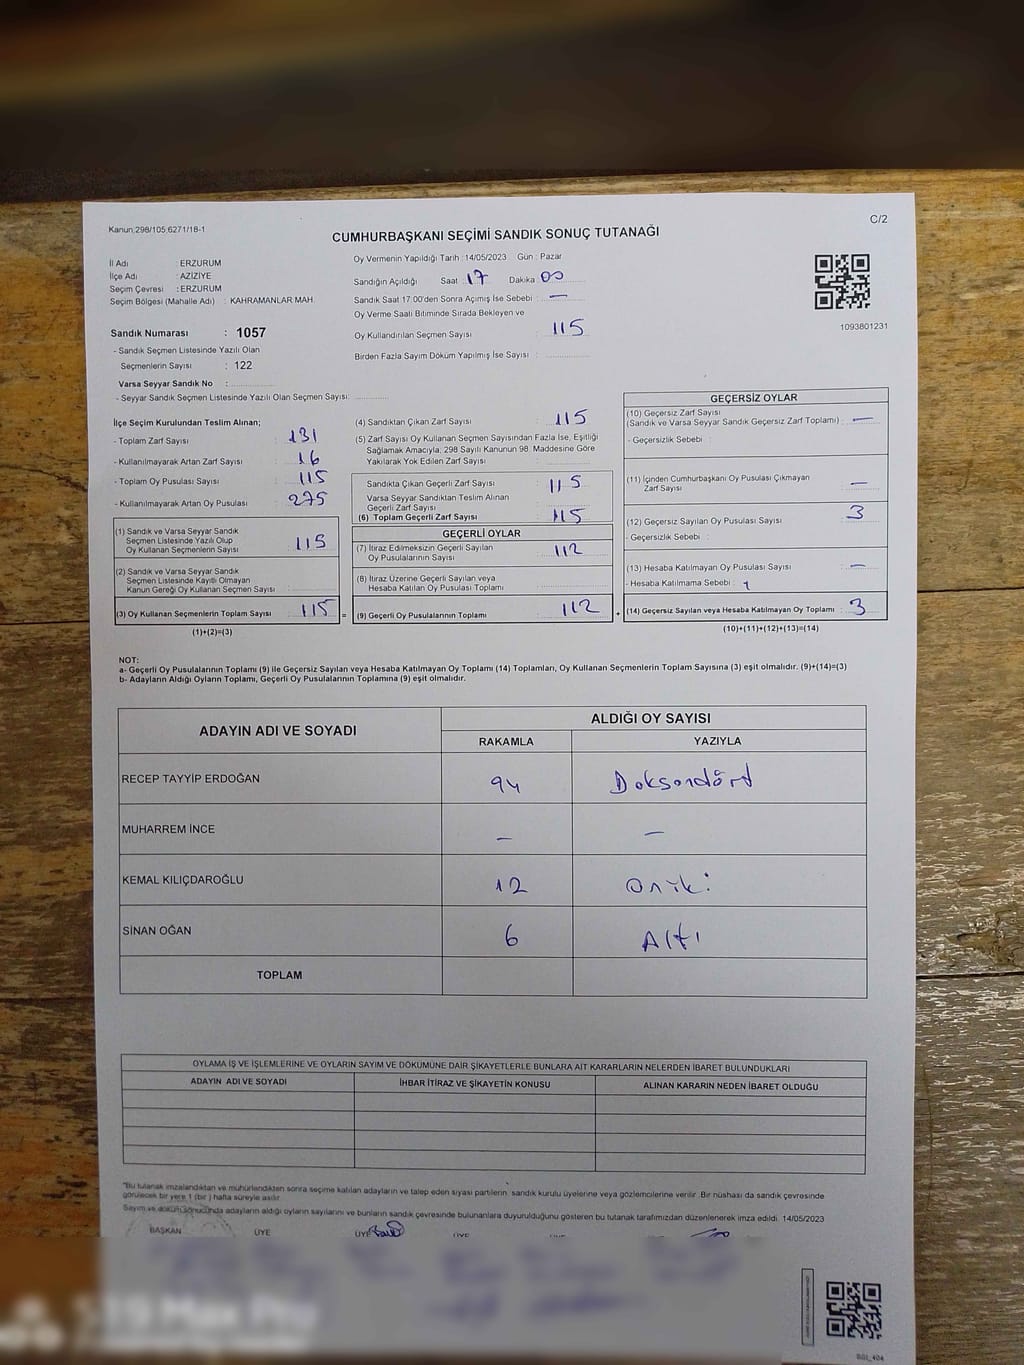 Kanun;298/105,6271/18-1
C/2
CUMHURBAŞKANI SEÇİMİ SANDIK SONUÇ TUTANAĞI
İl Adı : ERZURUM
İlçe Adı : AZİZİYE
Seçim Çevresi : ERZURUM
Seçim Bölgesi (Mahalle Adı) : KAHRAMANLAR MAH.
Sandık Numarası : 1057
- Sandık Seçmen Listesinde Yazılı Olan
Seçmenlerin Sayısı : 122
Varsa Seyyar Sandık No :
- Seyyar Sandık Seçmen Listesinde Yazılı Olan Seçmen Sayısı:
Oy Vermenin Yapıldığı Tarih : 14/05/2023 Gün : Pazar
Sandığın Açıldığı Saat 17 Dakika 00
Sandık Saat 17:00'den Sonra Açımış İse Sebebi : —
Oy Verme Saati Bitiminde Sırada Bekleyen ve
Oy Kullandırılan Seçmen Sayısı : 115
Birden Fazla Sayım Döküm Yapılmış İse Sayısı :
1093801231
İlçe Seçim Kurulundan Teslim Alınan;
- Toplam Zarf Sayısı : 131
- Kullanılmayarak Artan Zarf Sayısı : 16
- Toplam Oy Pusulası Sayısı : 115
- Kullanılmayarak Artan Oy Pusulası : 275
(1) Sandık ve Varsa Seyyar Sandık
Seçmen Listesinde Yazılı Olup
Oy Kullanan Seçmenlerin Sayısı : 115
(2) Sandık ve Varsa Seyyar Sandık
Seçmen Listesinde Kayıtlı Olmayan
Kanun Gereği Oy Kullanan Seçmen Sayısı :
(3) Oy Kullanan Seçmenlerin Toplam Sayısı : 115 =
(1)+(2)=(3)
(4) Sandıktan Çıkan Zarf Sayısı : 115
(5) Zarf Sayısı Oy Kullanan Seçmen Sayısından Fazla İse, Eşitliği
Sağlamak Amacıyla, 298 Sayılı Kanunun 98. Maddesine Göre
Yakılarak Yok Edilen Zarf Sayısı :
Sandıkta Çıkan Geçerli Zarf Sayısı : 115
Varsa Seyyar Sandıktan Teslim Alınan
Geçerli Zarf Sayısı :
(6) Toplam Geçerli Zarf Sayısı : 115
GEÇERLİ OYLAR
(7) İtiraz Edilmeksizin Geçerli Sayılan
Oy Pusulalarının Sayısı : 112
(8) İtiraz Üzerine Geçerli Sayılan veya
Hesaba Katılan Oy Pusulası Toplamı :
(9) Geçerli Oy Pusulalarının Toplamı : 112 +
GEÇERSİZ OYLAR
(10) Geçersiz Zarf Sayısı
(Sandık ve Varsa Seyyar Sandık Geçersiz Zarf Toplamı) : —
- Geçersizlik Sebebi :
(11) İçinden Cumhurbaşkanı Oy Pusulası Çıkmayan
Zarf Sayısı : —
(12) Geçersiz Sayılan Oy Pusulası Sayısı : 3
- Geçersizlik Sebebi :
(13) Hesaba Katılmayan Oy Pusulası Sayısı : —
- Hesaba Katılmama Sebebi :
(14) Geçersiz Sayılan veya Hesaba Katılmayan Oy Toplamı : 3
(10)+(11)+(12)+(13)=(14)
NOT:
a- Geçerli Oy Pusulalarının Toplamı (9) ile Geçersiz Sayılan veya Hesaba Katılmayan Oy Toplamı (14) Toplamları, Oy Kullanan Seçmenlerin Toplam Sayısına (3) eşit olmalıdır. (9)+(14)=(3)
b- Adayların Aldığı Oyların Toplamı, Geçerli Oy Pusulalarının Toplamına (9) eşit olmalıdır.
ADAYIN ADI VE SOYADI ALDIĞI OY SAYISI
RAKAMLA YAZIYLA
RECEP TAYYİP ERDOĞAN 94 Doksandört
MUHARREM İNCE – –
KEMAL KILIÇDAROĞLU 12 oniki
SİNAN OĞAN 6 Altı
TOPLAM
OYLAMA İŞ VE İŞLEMLERİNE VE OYLARIN SAYIM VE DÖKÜMÜNE DAİR ŞİKAYETLERLE BUNLARA AİT KARARLARIN NELERDEN İBARET BULUNDUKLARI
ADAYIN ADI VE SOYADI İHBAR İTİRAZ VE ŞİKAYETİN KONUSU ALINAN KARARIN NEDEN İBARET OLDUĞU
"Bu tutanak imzalandıktan ve mühürlendikten sonra seçime katılan adayların ve talep eden siyasi partilerin, sandık kurulu üyelerine veya gözlemcilerine verilir. Bir nüshası da sandık çevresinde
görülecek bir yere 1 (bir ) hafta süreyle asılır.
Sayım ve döküm sonucunda adayların aldığı oyların sayılarını ve bunların sandık çevresinde bulunanlara duyurulduğunu gösteren bu tutanak tarafımızdan düzenlenerek imza edildi. 14/05/2023
BAŞKAN ÜYE ÜYE